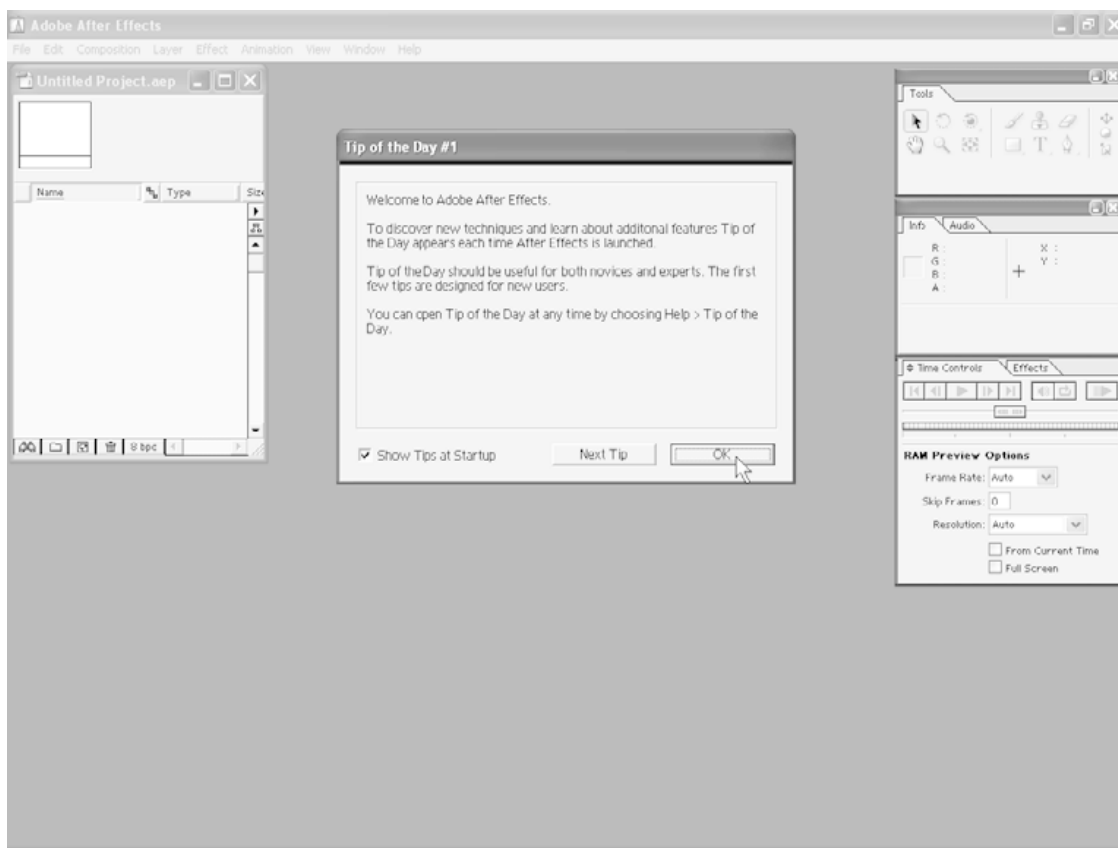 Adobe After Effects
File Edit Composition Layer Effect Animation View Window Help
Untitled Project.aep
Name Type Size
8 bpc
Tip of the Day #1
Welcome to Adobe After Effects.
To discover new techniques and learn about additonal features Tip of
the Day appears each time After Effects is launched.
Tip of the Day should be useful for both novices and experts. The first
few tips are designed for new users.
You can open Tip of the Day at any time by choosing Help > Tip of the
Day.
Show Tips at Startup Next Tip OK
Tools
T
Info Audio
R : X :
G : Y :
B :
A :
Time Controls Effects
RAM Preview Options
Frame Rate: Auto
Skip Frames: 0
Resolution: Auto
From Current Time
Full Screen